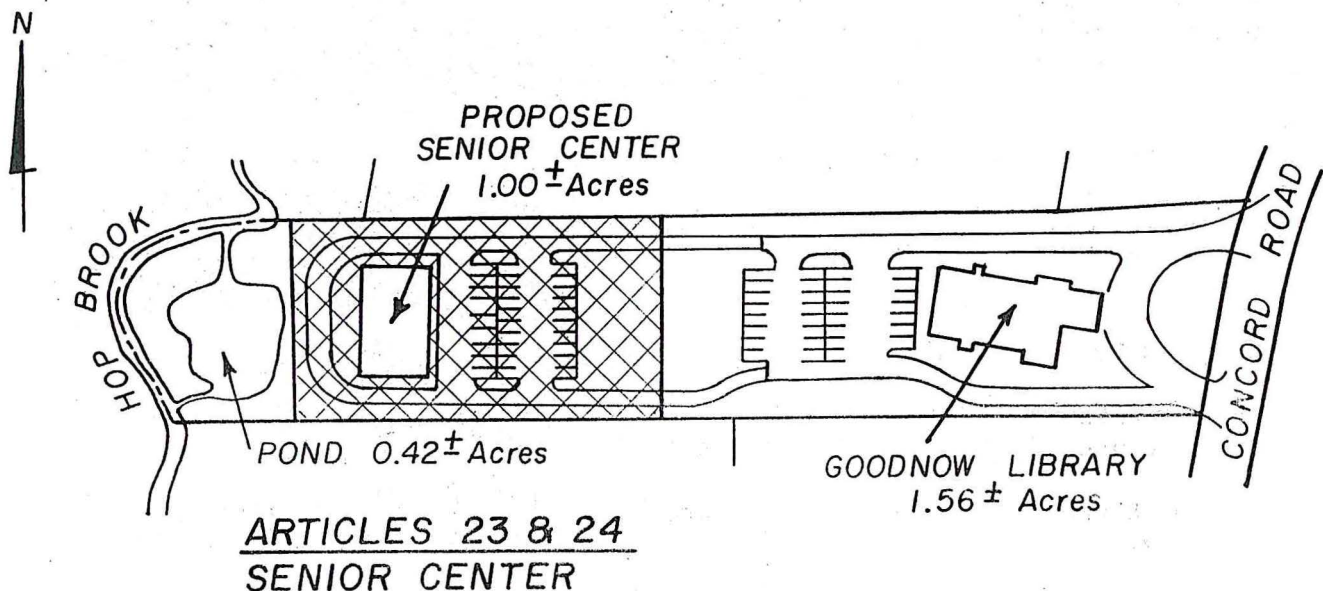 N
PROPOSED
SENIOR CENTER
1.00± Acres
HOP BROOK
CONCORD ROAD
POND 0.42± Acres
GOODNOW LIBRARY
1.56± Acres
ARTICLES 23 & 24
SENIOR CENTER